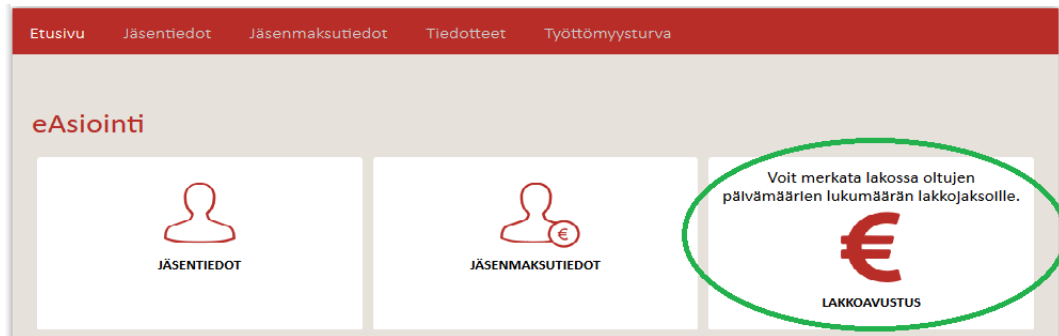 Etusivu Jäsentiedot Jäsenmaksutiedot Tiedotteet Työttömyysturva
eAsiointi
Voit merkata lakossa oltujen
päivämäärien lukumäärän lakkojaksoille.
€
€
JÄSENTIEDOT JÄSENMAKSUTIEDOT LAKKOAVUSTUS